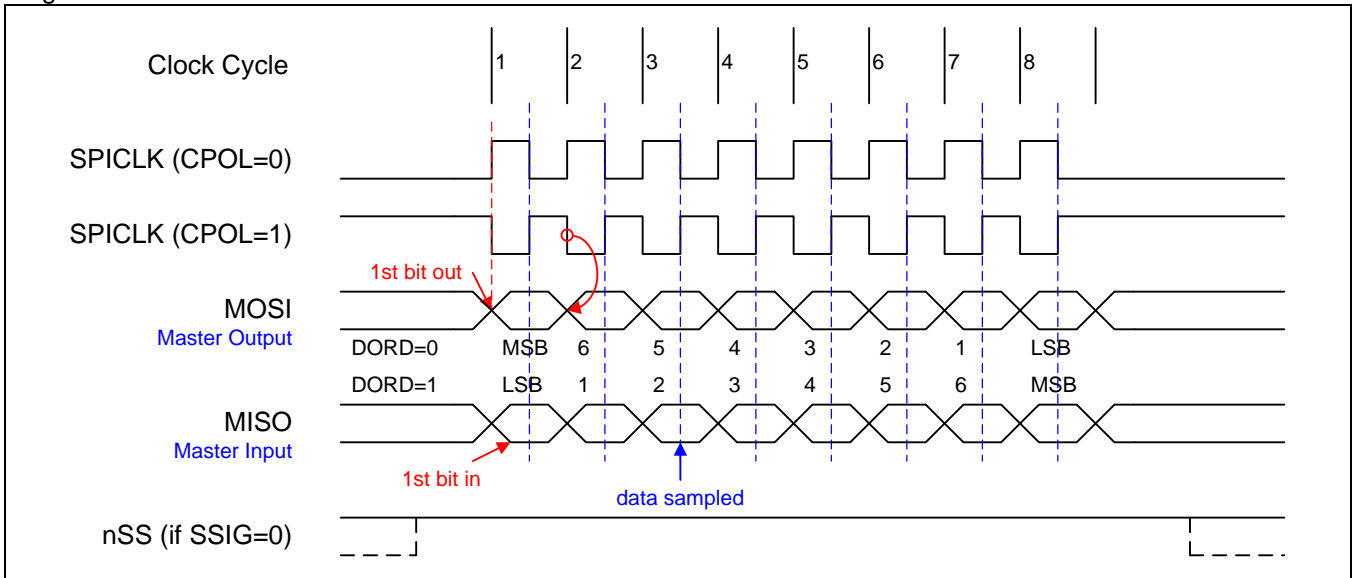 Clock Cycle 1 2 3 4 5 6 7 8
SPICLK (CPOL=0)
SPICLK (CPOL=1)
1st bit out
MOSI
Master Output
DORD=0 MSB 6 5 4 3 2 1 LSB
DORD=1 LSB 1 2 3 4 5 6 MSB
MISO
Master Input
1st bit in
data sampled
nSS (if SSIG=0)